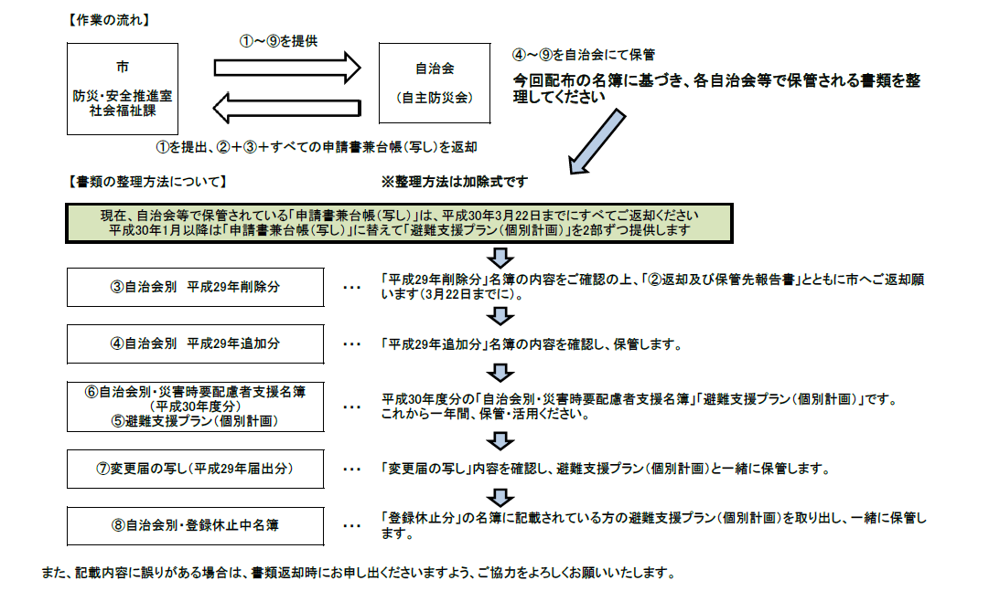 【作業の流れ】
①～⑨を提供
市
防災・安全推進室
社会福祉課
自治会
(自主防災会)
④～⑨を自治会にて保管
今回配布の名簿に基づき、各自治会等で保管される書類を整
理してください
①を提出、②＋③＋すべての申請書兼台帳(写し)を返却
【書類の整理方法について】
※整理方法は加除式です
現在、自治会等で保管されている「申請書兼台帳(写し)」は、平成30年3月22日までにすべてご返却ください
平成30年1月以降は「申請書兼台帳(写し)」に替えて「避難支援プラン(個別計画)」を2部ずつ提供します
③自治会別　平成29年削除分
…
「平成29年削除分」名簿の内容をご確認の上、「②返却及び保管先報告書」とともに市へご返却願
います(3月22日までに)。
④自治会別　平成29年追加分
…
「平成29年追加分」名簿の内容を確認し、保管します。
⑥自治会別・災害時要配慮者支援名簿
(平成30年度分)
⑤避難支援プラン(個別計画)
…
平成30年度分の「自治会別・災害時要配慮者支援名簿」「避難支援プラン(個別計画)」です。
これから一年間、保管・活用ください。
⑦変更届の写し(平成29年届出分)
…
「変更届の写し」内容を確認し、避難支援プラン(個別計画)と一緒に保管します。
⑧自治会別・登録休止中名簿
…
「登録休止分」の名簿に記載されている方の避難支援プラン(個別計画)を取り出し、一緒に保管し
ます。
また、記載内容に誤りがある場合は、書類返却時にお申し出くださいますよう、ご協力をよろしくお願いいたします。